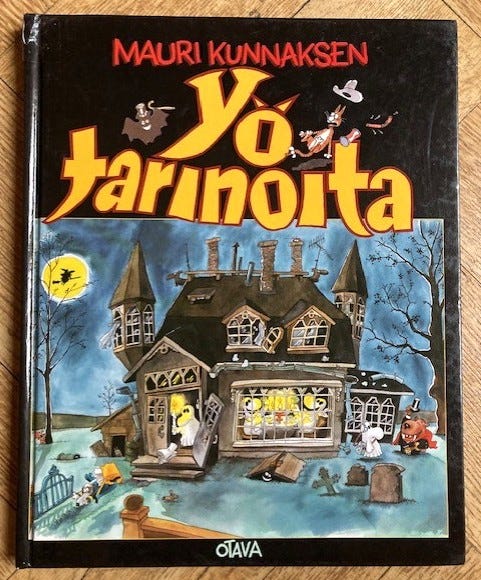 MAURI KUNNAKSEN
Yö
tarinoita
OTAVA